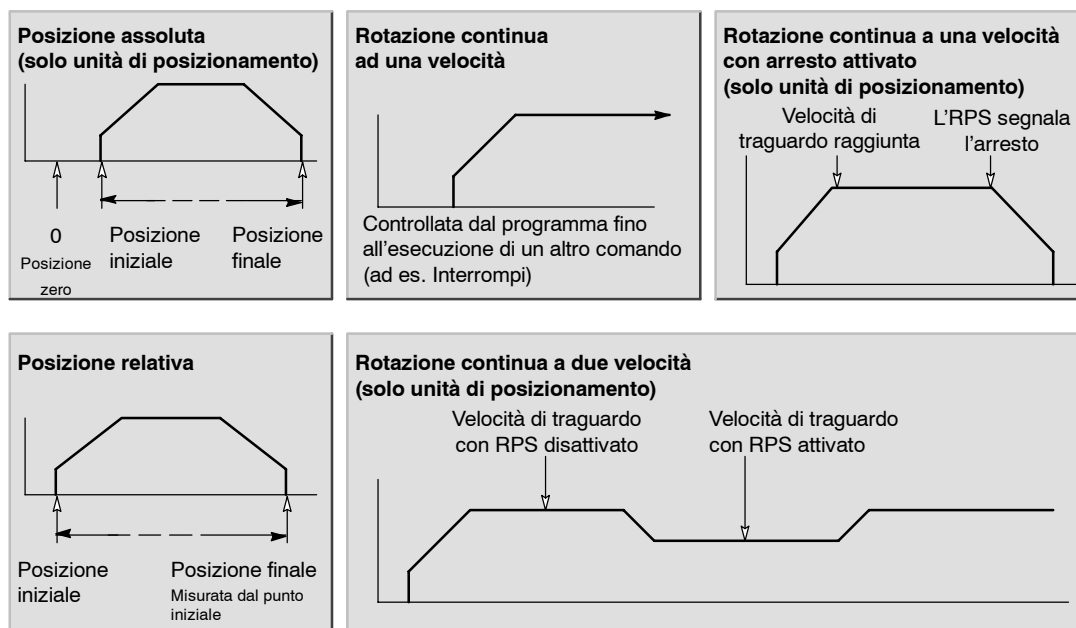 Posizione assoluta
(solo unità di posizionamento)
0
Posizione
zero
Posizione
iniziale
Posizione
finale
Rotazione continua
ad una velocità
Controllata dal programma fino
all'esecuzione di un altro comando
(ad es. Interrompi)
Rotazione continua a una velocità
con arresto attivato
(solo unità di posizionamento)
Velocità di
traguardo raggiunta
L'RPS segnala
l'arresto
Posizione relativa
Posizione
iniziale
Posizione finale
Misurata dal punto
iniziale
Rotazione continua a due velocità
(solo unità di posizionamento)
Velocità di traguardo
con RPS disattivato
Velocità di traguardo
con RPS attivato